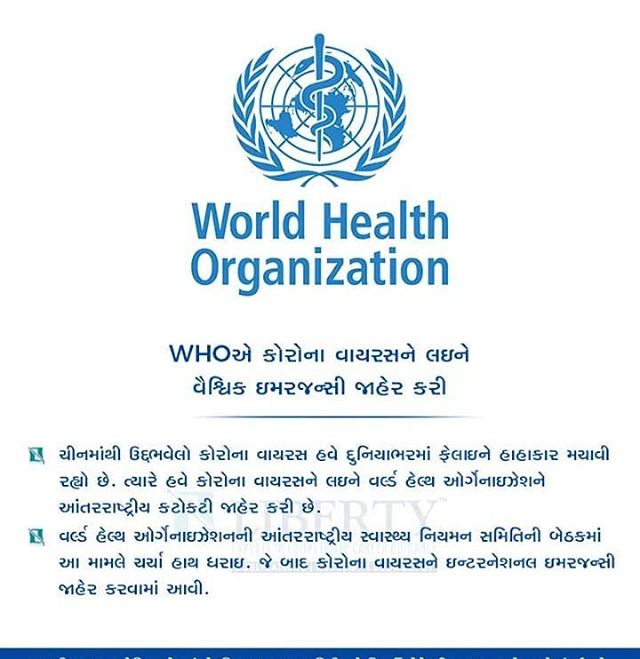 World Health
Organization
WHOએ કોરોના વાયરસને લઇને
વૈશ્વિક ઇમરજન્સી જાહેર કરી
ચીનમાંથી ઉદ્દભવેલો કોરોના વાયરસ હવે દુનિયાભરમાં ફેલાઇને હાહાકાર મચાવી
રહ્યો છે. ત્યારે હવે કોરોના વાયરસને લઇને વર્લ્ડ હેલ્થ ઓર્ગેનાઇઝેશને
આંતરરાષ્ટ્રીય કટોકટી જાહેર કરી છે.
LIBERTY
વર્લ્ડ હેલ્થ ઓર્ગેનાઇઝેશનની આંતરરાષ્ટ્રીય સ્વાસ્થ્ય નિયમન સમિતિની બેઠકમાં
આ મામલે ચર્ચા હાથ ધરાઇ. જે બાદ કોરોના વાયરસને ઇન્ટરનેશનલ ઇમરજન્સી
જાહેર કરવામાં આવી.